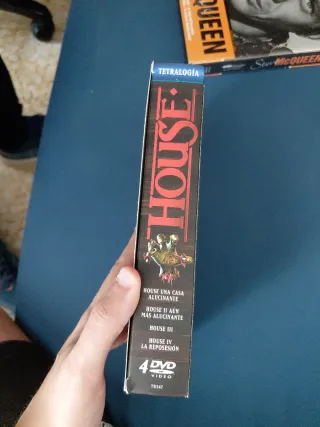 TETRALOGÍA
HOUSE
HOUSE UNA CASA
ALUCINANTE
HOUSE II AÚN
MAS ALUCINANTE
HOUSE III
HOUSE IV
LA REPOSESIÓN
4 DVD
VIDEO
QUEEN
Steve McQUEEN